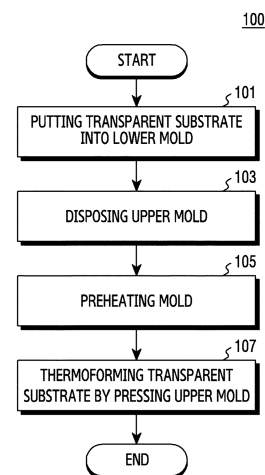 100
START
101
PUTTING TRANSPARENT SUBSTRATE
INTO LOWER MOLD
103
DISPOSING UPPER MOLD
105
PREHEATING MOLD
107
THERMOFORMING TRANSPARENT
SUBSTRATE BY PRESSING UPPER MOLD
END